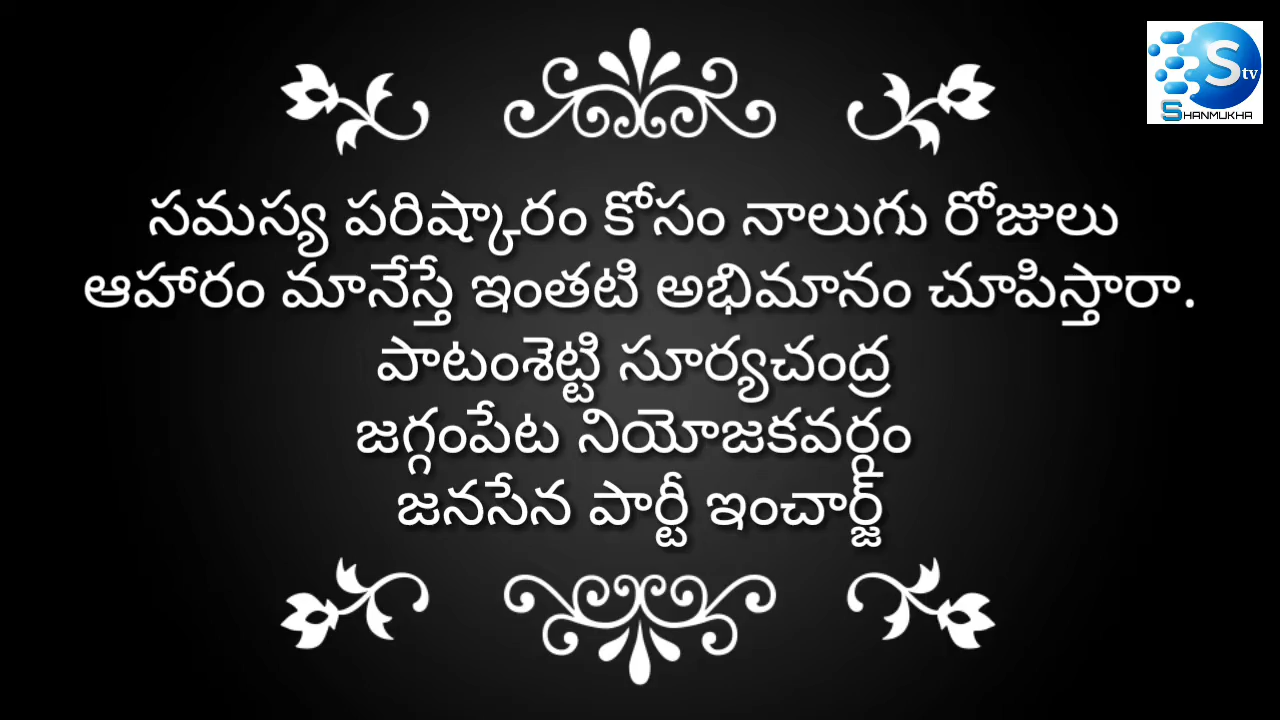 S tv
SHANMUKHA
సమస్య పరిష్కారం కోసం నాలుగు రోజులు
ఆహారం మానేస్తే ఇంతటి అభిమానం చూపిస్తారా.
పాటంశెట్టి సూర్యచంద్ర
జగ్గంపేట నియోజకవర్గం
జనసేన పార్టీ ఇంచార్జ్